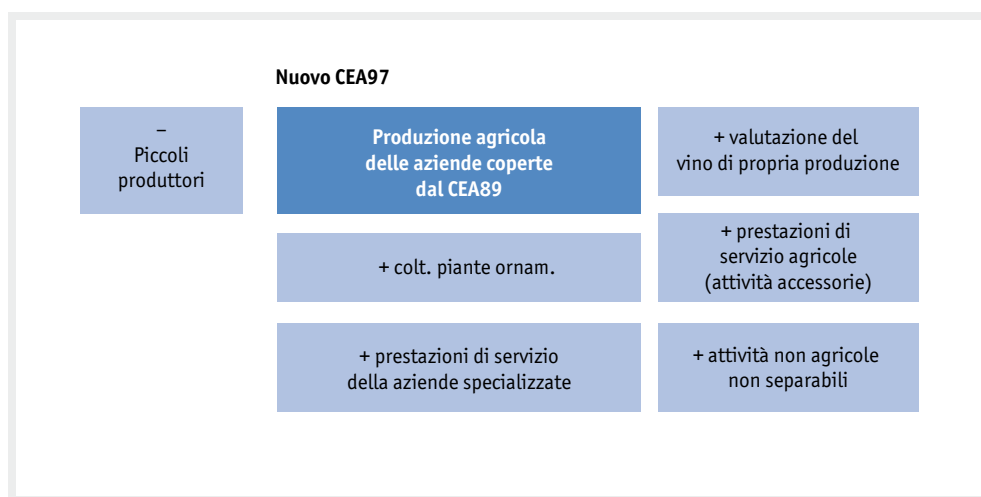 Nuovo CEA97
–
Piccoli
produttori
Produzione agricola
delle aziende coperte
dal CEA89
+ valutazione del
vino di propria produzione
+ colt. piante ornam.
+ prestazioni di
servizio agricole
(attività accessorie)
+ prestazioni di servizio
della aziende specializzate
+ attività non agricole
non separabili